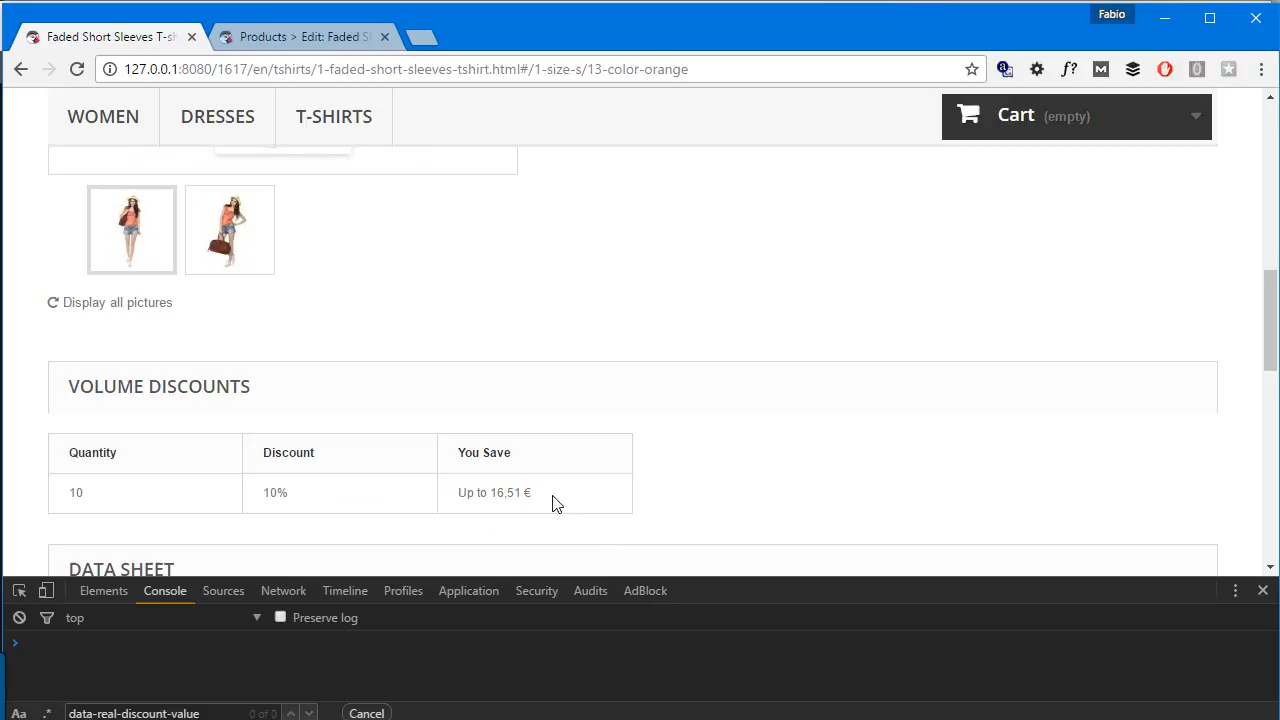 Fabio
Faded Short Sleeves T-sh
Products > Edit: Faded Sl
127.0.0.1:8080/1617/en/tshirts/1-faded-short-sleeves-tshirt.html#/1-size-s/13-color-orange
a
f?
M
0
WOMEN
DRESSES
T-SHIRTS
Cart (empty)
Display all pictures
VOLUME DISCOUNTS
Quantity Discount You Save
10 10% Up to 16,51 €
DATA SHEET
Elements Console Sources Network Timeline Profiles Application Security Audits AdBlock
top Preserve log
Aa .* data-real-discount-value 0 of 0 Cancel